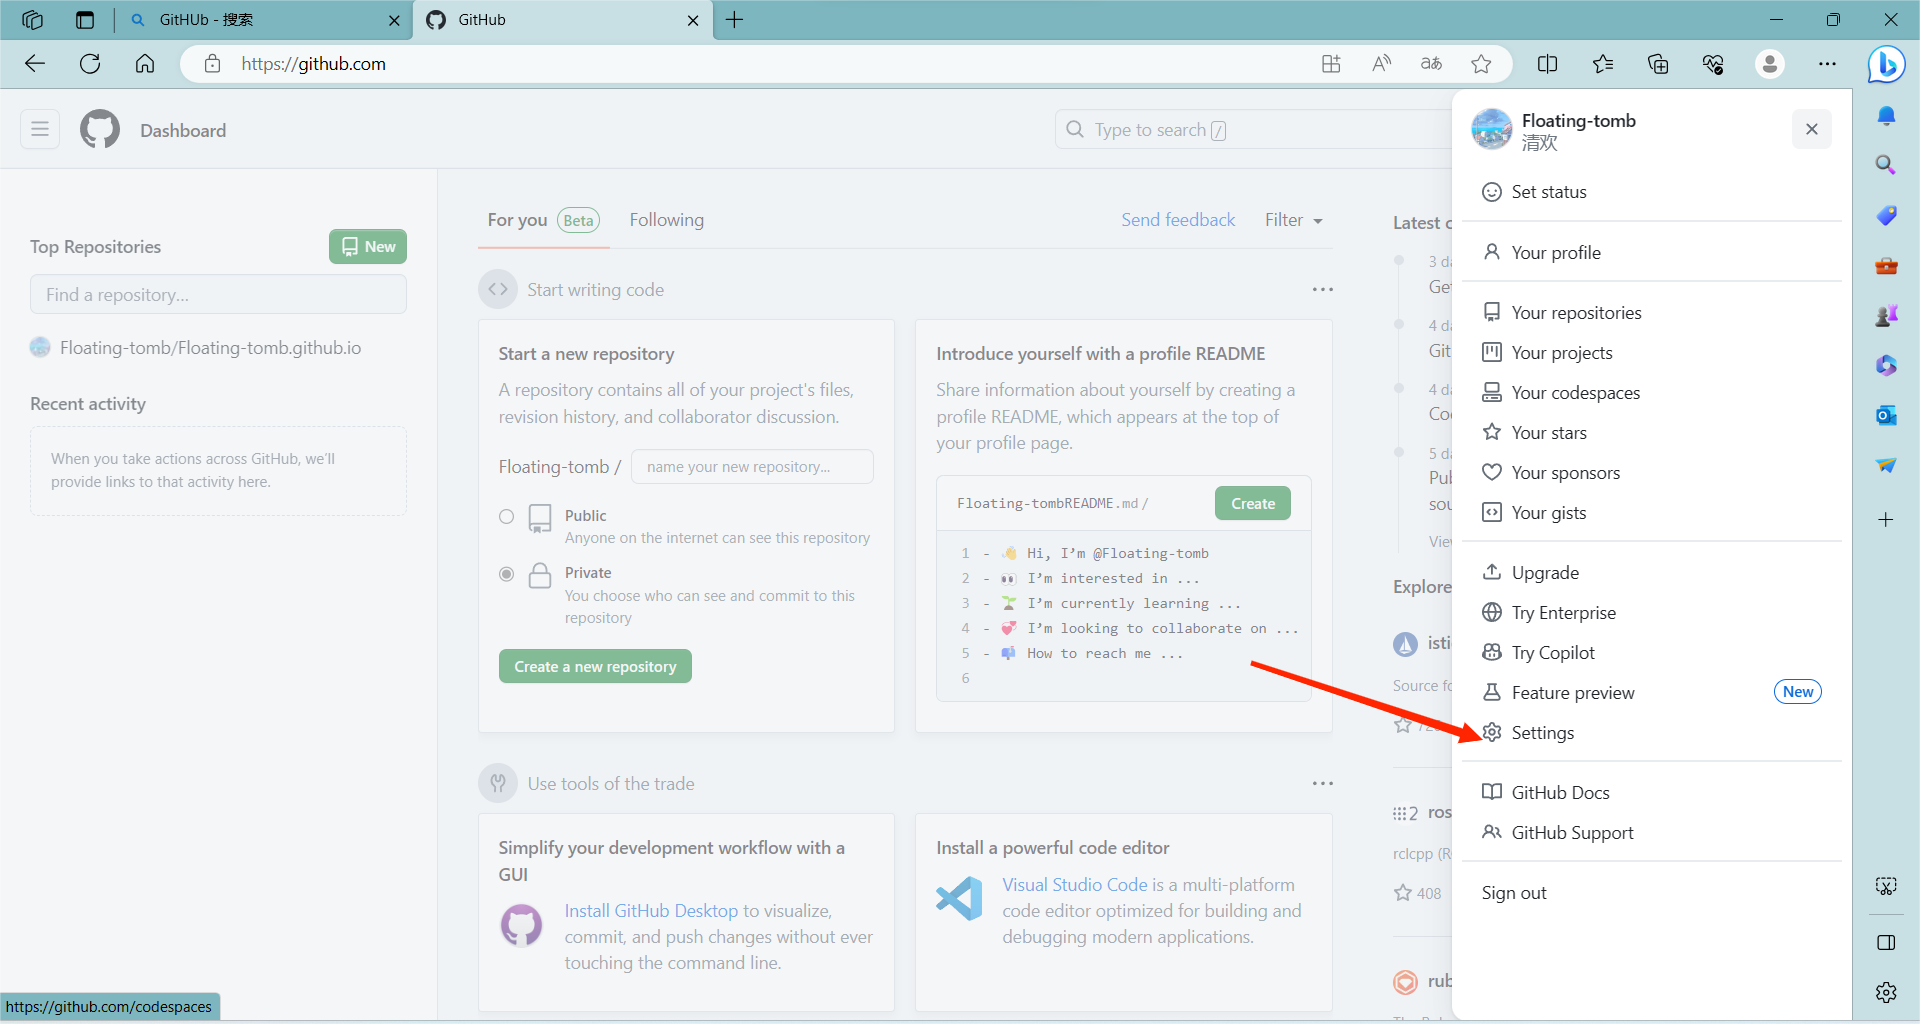 GitHUb - 搜索
GitHub
https://github.com
Dashboard
Type to search /
Top Repositories
New
Find a repository...
Floating-tomb/Floating-tomb.github.io
Recent activity
When you take actions across GitHub, we'll
provide links to that activity here.
For you Beta
Following
Send feedback
Filter
Start writing code
Start a new repository
A repository contains all of your project's files,
revision history, and collaborator discussion.
Floating-tomb / name your new repository...
Public
Anyone on the internet can see this repository
Private
You choose who can see and commit to this
repository
Create a new repository
Introduce yourself with a profile README
Share information about yourself by creating a
profile README, which appears at the top of
your profile page.
Floating-tombREADME.md/
Create
1 - 👋 Hi, I’m @Floating-tomb
2 - 👀 I’m interested in ...
3 - 🌱 I’m currently learning ...
4 - 💞️ I’m looking to collaborate on ...
5 - 📫 How to reach me ...
6
Use tools of the trade
Simplify your development workflow with a
GUI
Install GitHub Desktop to visualize,
commit, and push changes without ever
touching the command line.
Install a powerful code editor
Visual Studio Code is a multi-platform
code editor optimized for building and
debugging modern applications.
Latest c
3 da
Get
4 da
Git
4 da
Co
5 da
Pub
sou
Vie
Explore
isti
Source fo
2 ros
rclcpp (R
408
rub
Floating-tomb
清欢
Set status
Your profile
Your repositories
Your projects
Your codespaces
Your stars
Your sponsors
Your gists
Upgrade
Try Enterprise
Try Copilot
Feature preview
New
Settings
GitHub Docs
GitHub Support
Sign out
https://github.com/codespaces